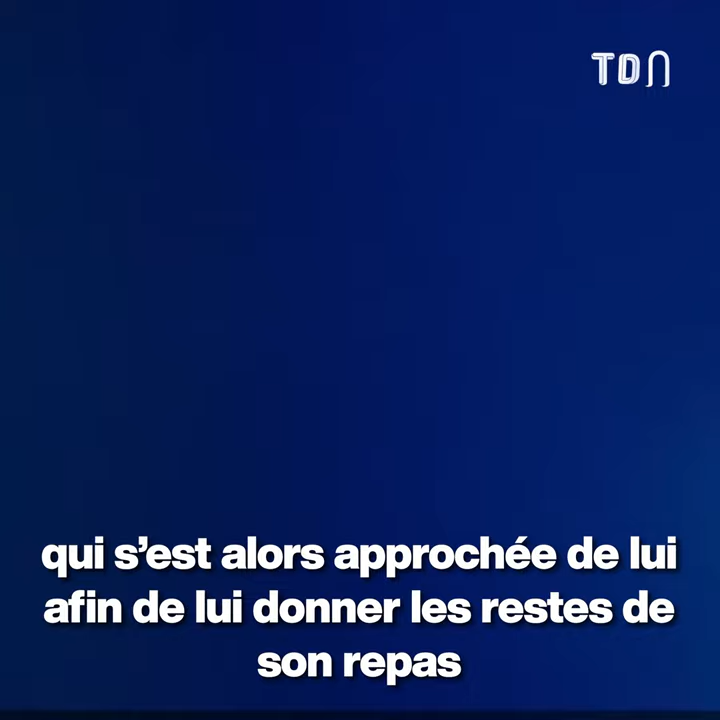 TDN
qui s’est alors approchée de lui
afin de lui donner les restes de
son repas